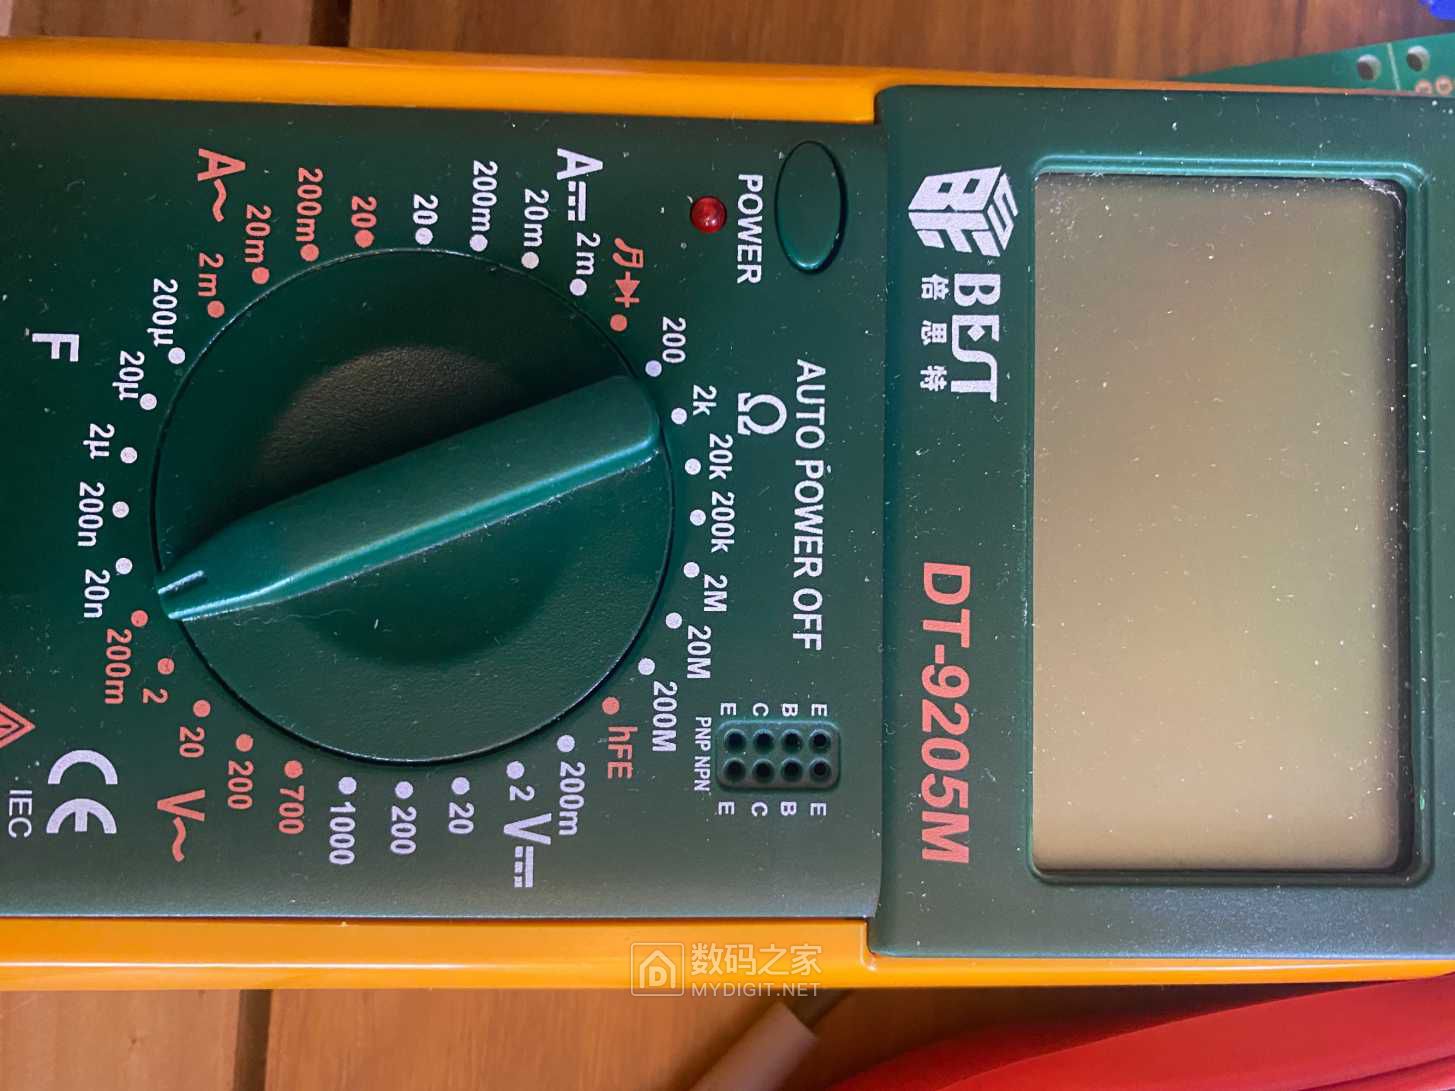 BEST
倍思特
DT-9205M
POWER
AUTO POWER OFF
Ω
200
2k
20k
200k
2M
20M
200M
hFE
E C B E
PNP NPN
E C B E
200m
2
V⎓
20
200
1000
700
200
20
2
200m
V~
20n
200n
2µ
20µ
200µ
F
2m
20m
200m
20
A~
20
200m
20m
2m
A⎓
CE
IEC
数码之家
MYDIGIT.NET